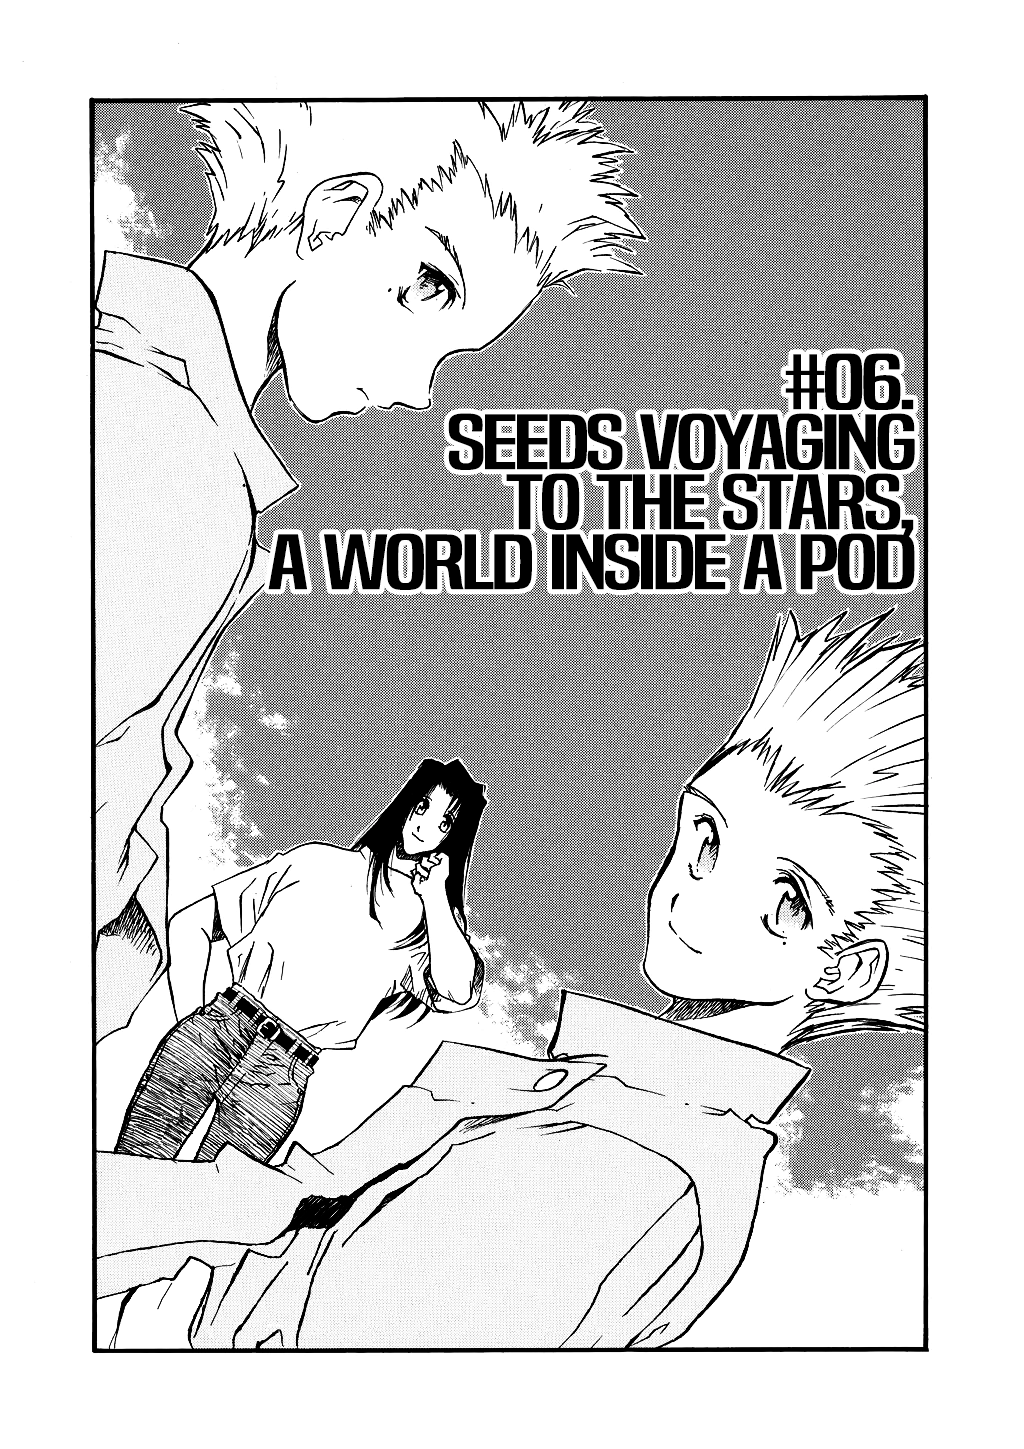 #06.
SEEDS VOYAGING
TO THE STARS,
A WORLD INSIDE A POD